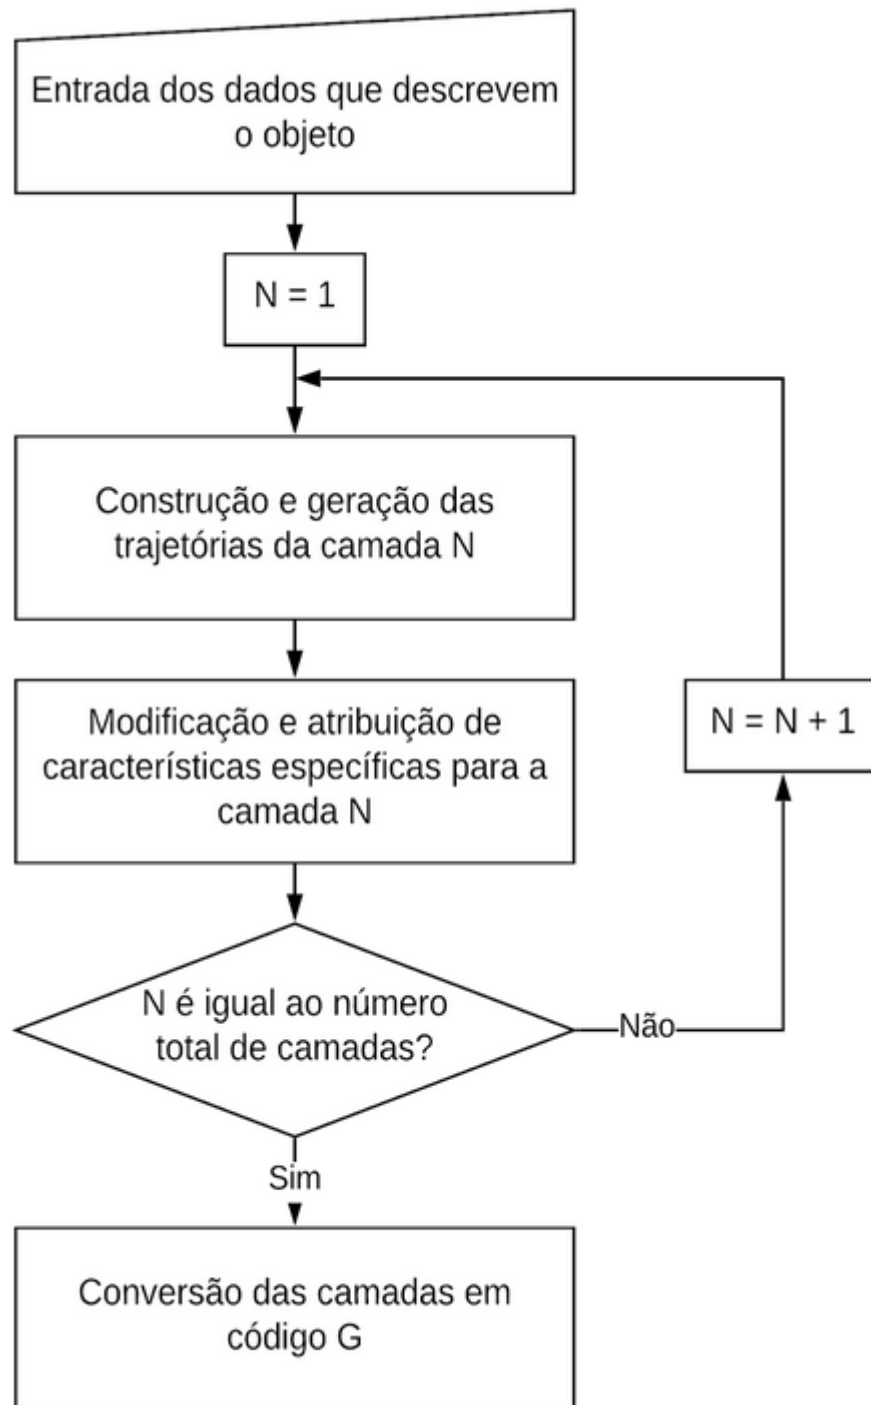 Entrada dos dados que descrevem
o objeto
N = 1
Construção e geração das
trajetórias da camada N
Modificação e atribuição de
características específicas para a
camada N
N = N + 1
N é igual ao número
total de camadas?
Não
Sim
Conversão das camadas em
código G